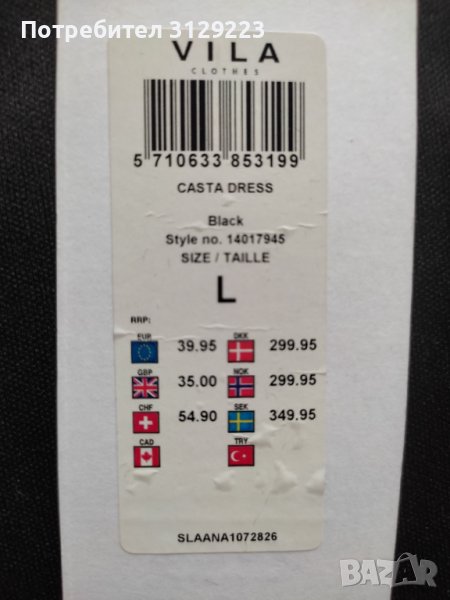 Потребител 3129223
VILA
CLOTHES
5 710633 853199
CASTA DRESS
Black
Style no. 14017945
SIZE / TAILLE
L
RRP:
EUR 39.95 DKK 299.95
GBP 35.00 NOK 299.95
CHF 54.90 SEK 349.95
CAD TRY
SLAANA1072826
BAZAR